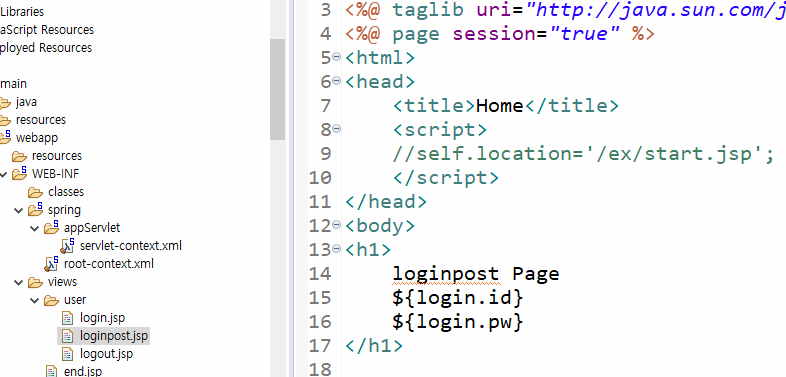 Libraries
aScript Resources
ployed Resources
main
java
resources
webapp
resources
WEB-INF
classes
spring
appServlet
servlet-context.xml
root-context.xml
views
user
login.jsp
loginpost.jsp
logout.jsp
end.jsp
3 <%@ taglib uri="http://java.sun.com/j
4 <%@ page session="true" %>
5 <html>
6 <head>
7 <title>Home</title>
8 <script>
9 //self.location='/ex/start.jsp';
10 </script>
11 </head>
12 <body>
13 <h1>
14 loginpost Page
15 ${login.id}
16 ${login.pw}
17 </h1>
18